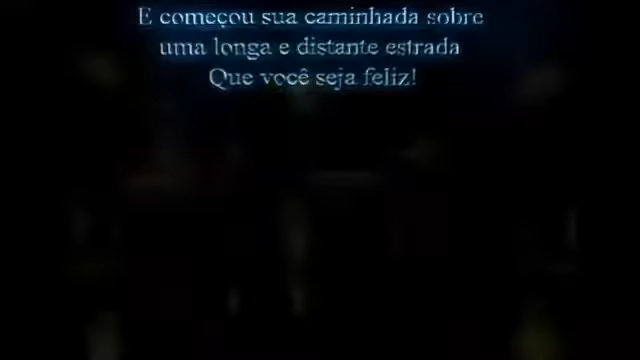 E começou sua caminhada sobre
uma longa e distante estrada
Que você seja feliz!